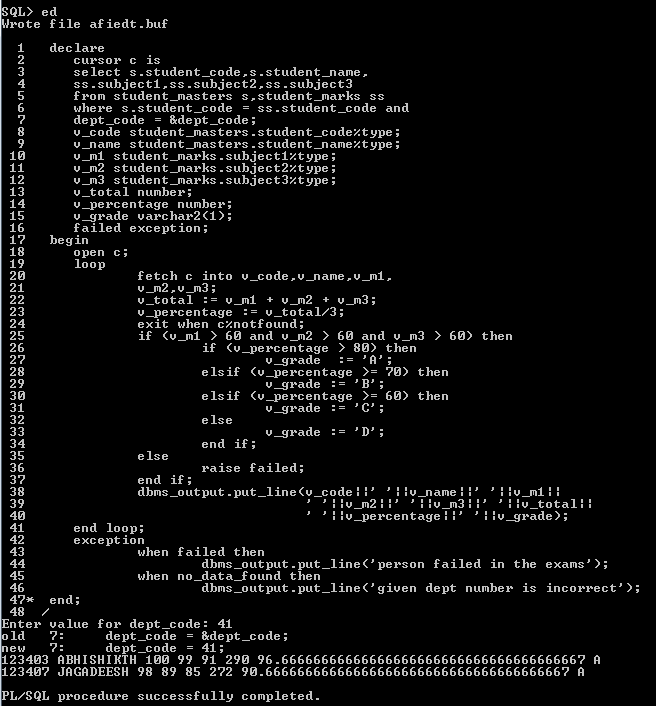 SQL> ed
Wrote file afiedt.buf
  1   declare
  2      cursor c is
  3      select s.student_code,s.student_name,
  4      ss.subject1,ss.subject2,ss.subject3
  5      from student_masters s,student_marks ss
  6      where s.student_code = ss.student_code and
  7      dept_code = &dept_code;
  8      v_code student_masters.student_code%type;
  9      v_name student_masters.student_name%type;
 10      v_m1 student_marks.subject1%type;
 11      v_m2 student_marks.subject2%type;
 12      v_m3 student_marks.subject3%type;
 13      v_total number;
 14      v_percentage number;
 15      v_grade varchar2(1);
 16      failed exception;
 17   begin
 18      open c;
 19      loop
 20              fetch c into v_code,v_name,v_m1,
 21              v_m2,v_m3;
 22              v_total := v_m1 + v_m2 + v_m3;
 23              v_percentage := v_total/3;
 24              exit when c%notfound;
 25              if (v_m1 > 60 and v_m2 > 60 and v_m3 > 60) then
 26                      if (v_percentage > 80) then
 27                              v_grade  := 'A';
 28                      elsif (v_percentage >= 70) then
 29                              v_grade := 'B';
 30                      elsif (v_percentage >= 60) then
 31                              v_grade := 'C';
 32                      else
 33                              v_grade := 'D';
 34                      end if;
 35              else
 36                      raise failed;
 37              end if;
 38              dbms_output.put_line(v_code||' '||v_name||' '||v_m1||
 39                                   ' '||v_m2||' '||v_m3||' '||v_total||
 40                                   ' '||v_percentage||' '||v_grade);
 41      end loop;
 42      exception
 43              when failed then
 44                      dbms_output.put_line('person failed in the exams');
 45              when no_data_found then
 46                      dbms_output.put_line('given dept number is incorrect');
 47*  end;
 48  /
Enter value for dept_code: 41
old   7:     dept_code = &dept_code;
new   7:     dept_code = 41;
123403 ABHISHIKTH 100 99 91 290 96.6666666666666666666666666666666666667 A
123407 JAGADEESH 98 89 85 272 90.6666666666666666666666666666666666667 A
PL/SQL procedure successfully completed.